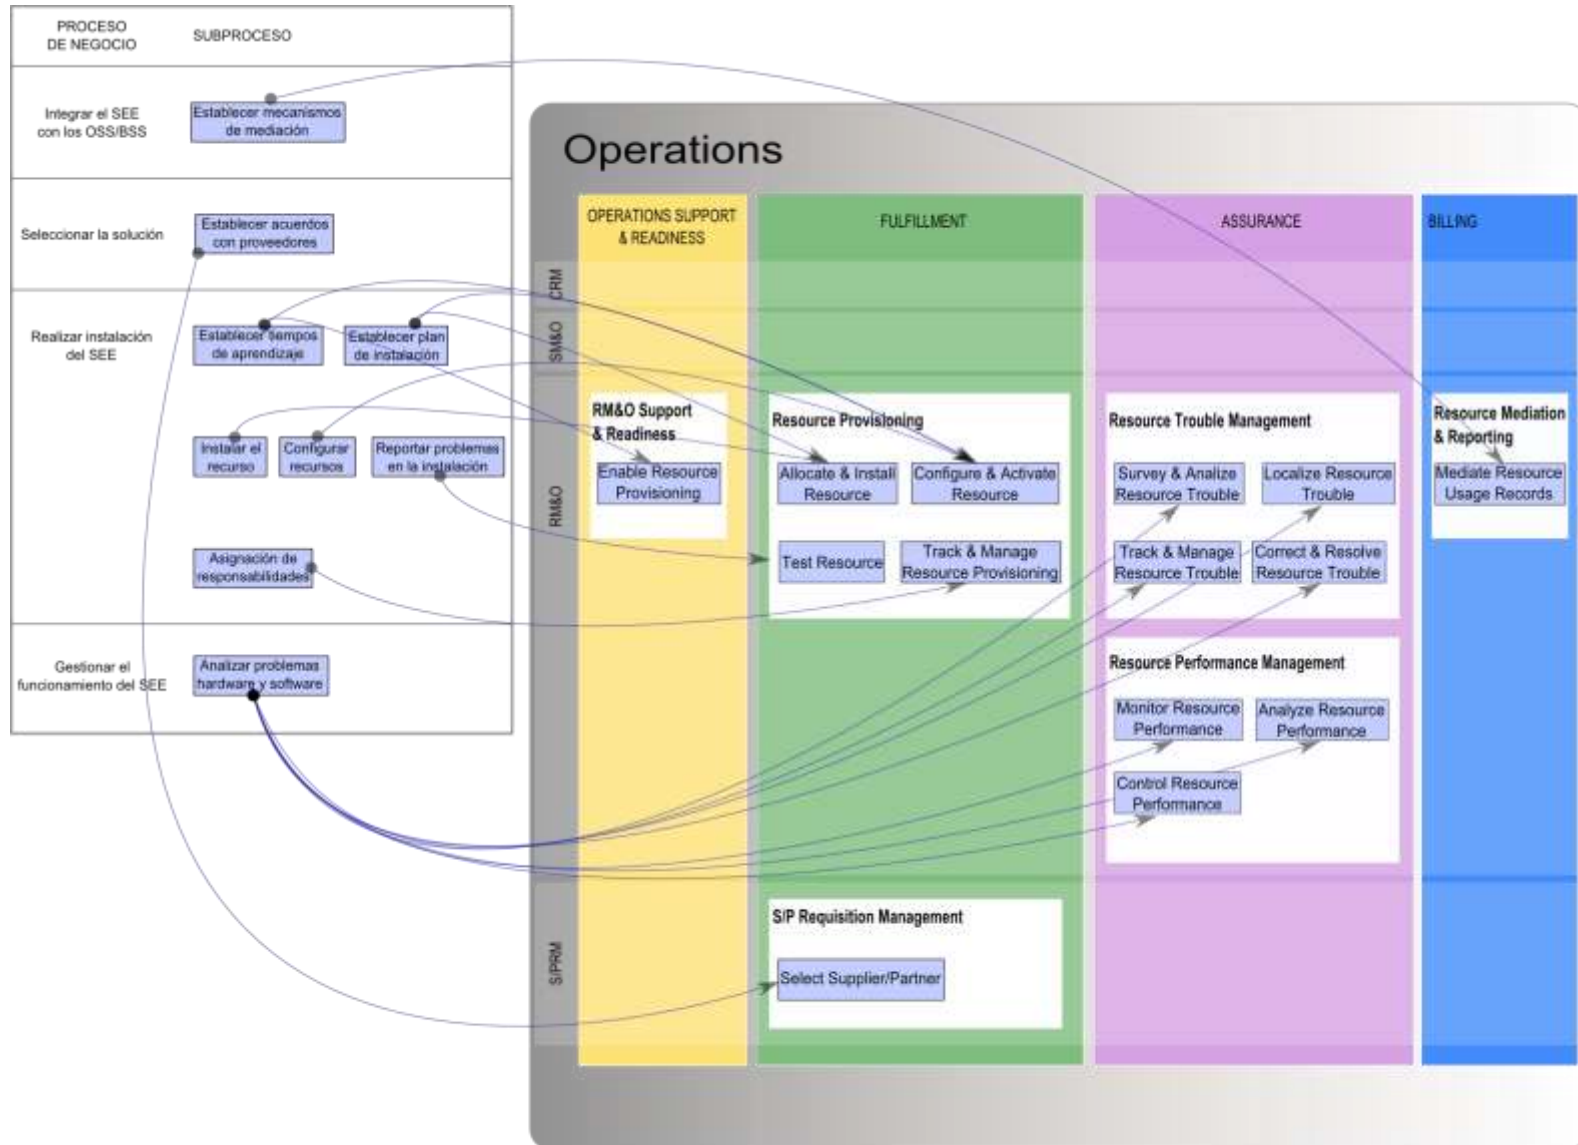 PROCESO
DE NEGOCIO
SUBPROCESO
Integrar el SEE
con los OSS/BSS
Establecer mecanismos
de mediación
Seleccionar la solución
Establecer acuerdos
con proveedores
Realizar instalación
del SEE
Establecer tiempos
de aprendizaje
Establecer plan
de instalación
Instalar el
recurso
Configurar
recursos
Reportar problemas
en la instalación
Asignación de
responsabilidades
Gestionar el
funcionamiento del SEE
Analizar problemas
hardware y software
Operations
OPERATIONS SUPPORT
& READINESS
FULFILLMENT
ASSURANCE
BILLING
CRM
SM&O
RM&O
S/PRM
RM&O Support
& Readiness
Enable Resource
Provisioning
Resource Provisioning
Allocate & Install
Resource
Configure & Activate
Resource
Test Resource
Track & Manage
Resource Provisioning
Resource Trouble Management
Survey & Analize
Resource Trouble
Localize Resource
Trouble
Track & Manage
Resource Trouble
Correct & Resolve
Resource Trouble
Resource Mediation
& Reporting
Mediate Resource
Usage Records
Resource Performance Management
Monitor Resource
Performance
Analyze Resource
Performance
Control Resource
Performance
S/P Requisition Management
Select Supplier/Partner